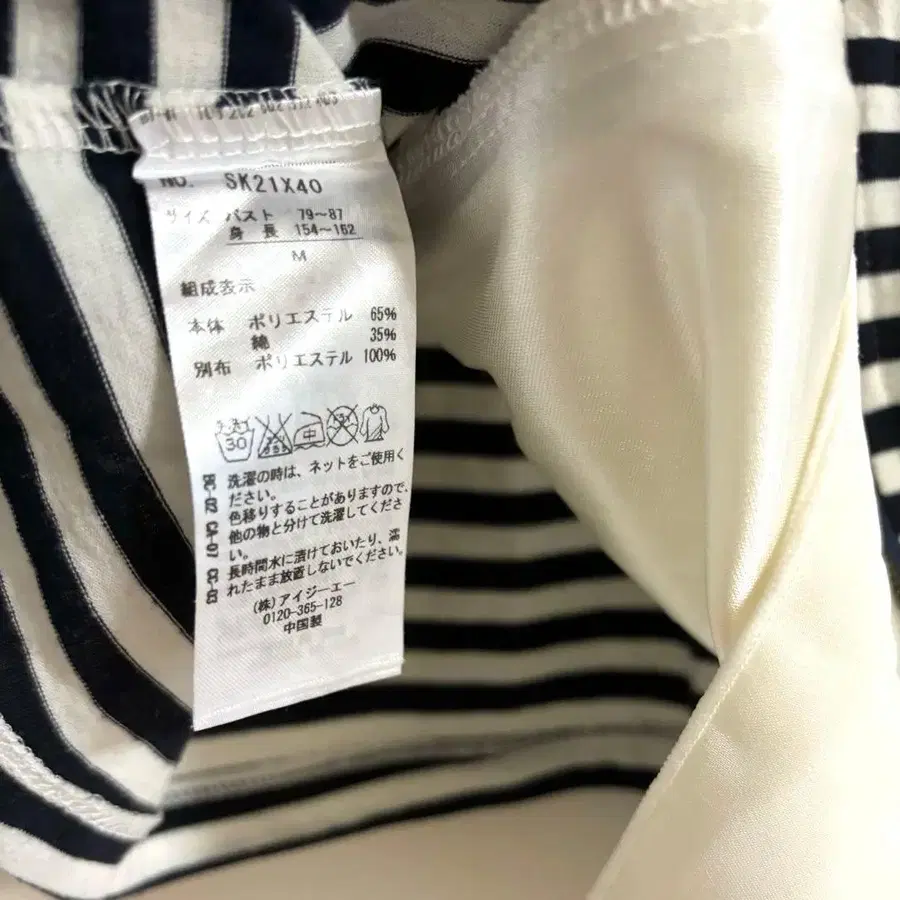 NO. SK21X40
サイズ バスト 79～87
身長 154～162
M
組成表示
本体 ポリエステル 65%
綿 35%
別布 ポリエステル 100%
30 中
洗濯の時は、ネットをご使用く
ださい。
色移りすることがありますので、
他の物と分けて洗濯してくださ
い。
長時間水に漬けておいたり、濡
れたまま放置しないでください。
(株)アイジーエー
0120-365-128
中国製